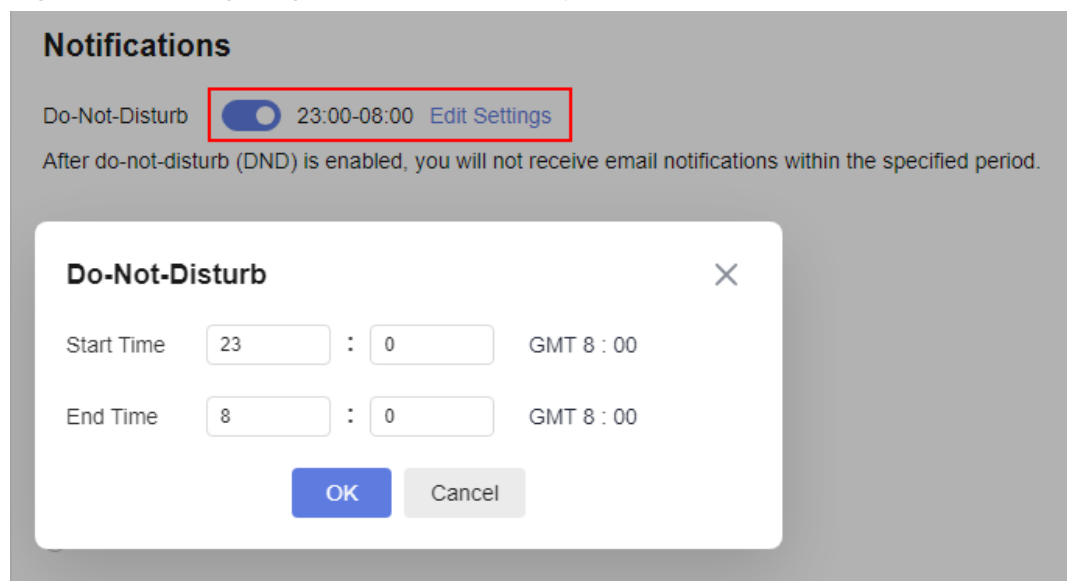 Notifications
Do-Not-Disturb 23:00-08:00 Edit Settings
After do-not-disturb (DND) is enabled, you will not receive email notifications within the specified period.
Do-Not-Disturb
Start Time 23 : 0 GMT 8 : 00
End Time 8 : 0 GMT 8 : 00
OK Cancel